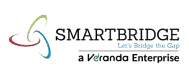 SMARTBRIDGE
Let's Bridge the Gap
a Veranda Enterprise